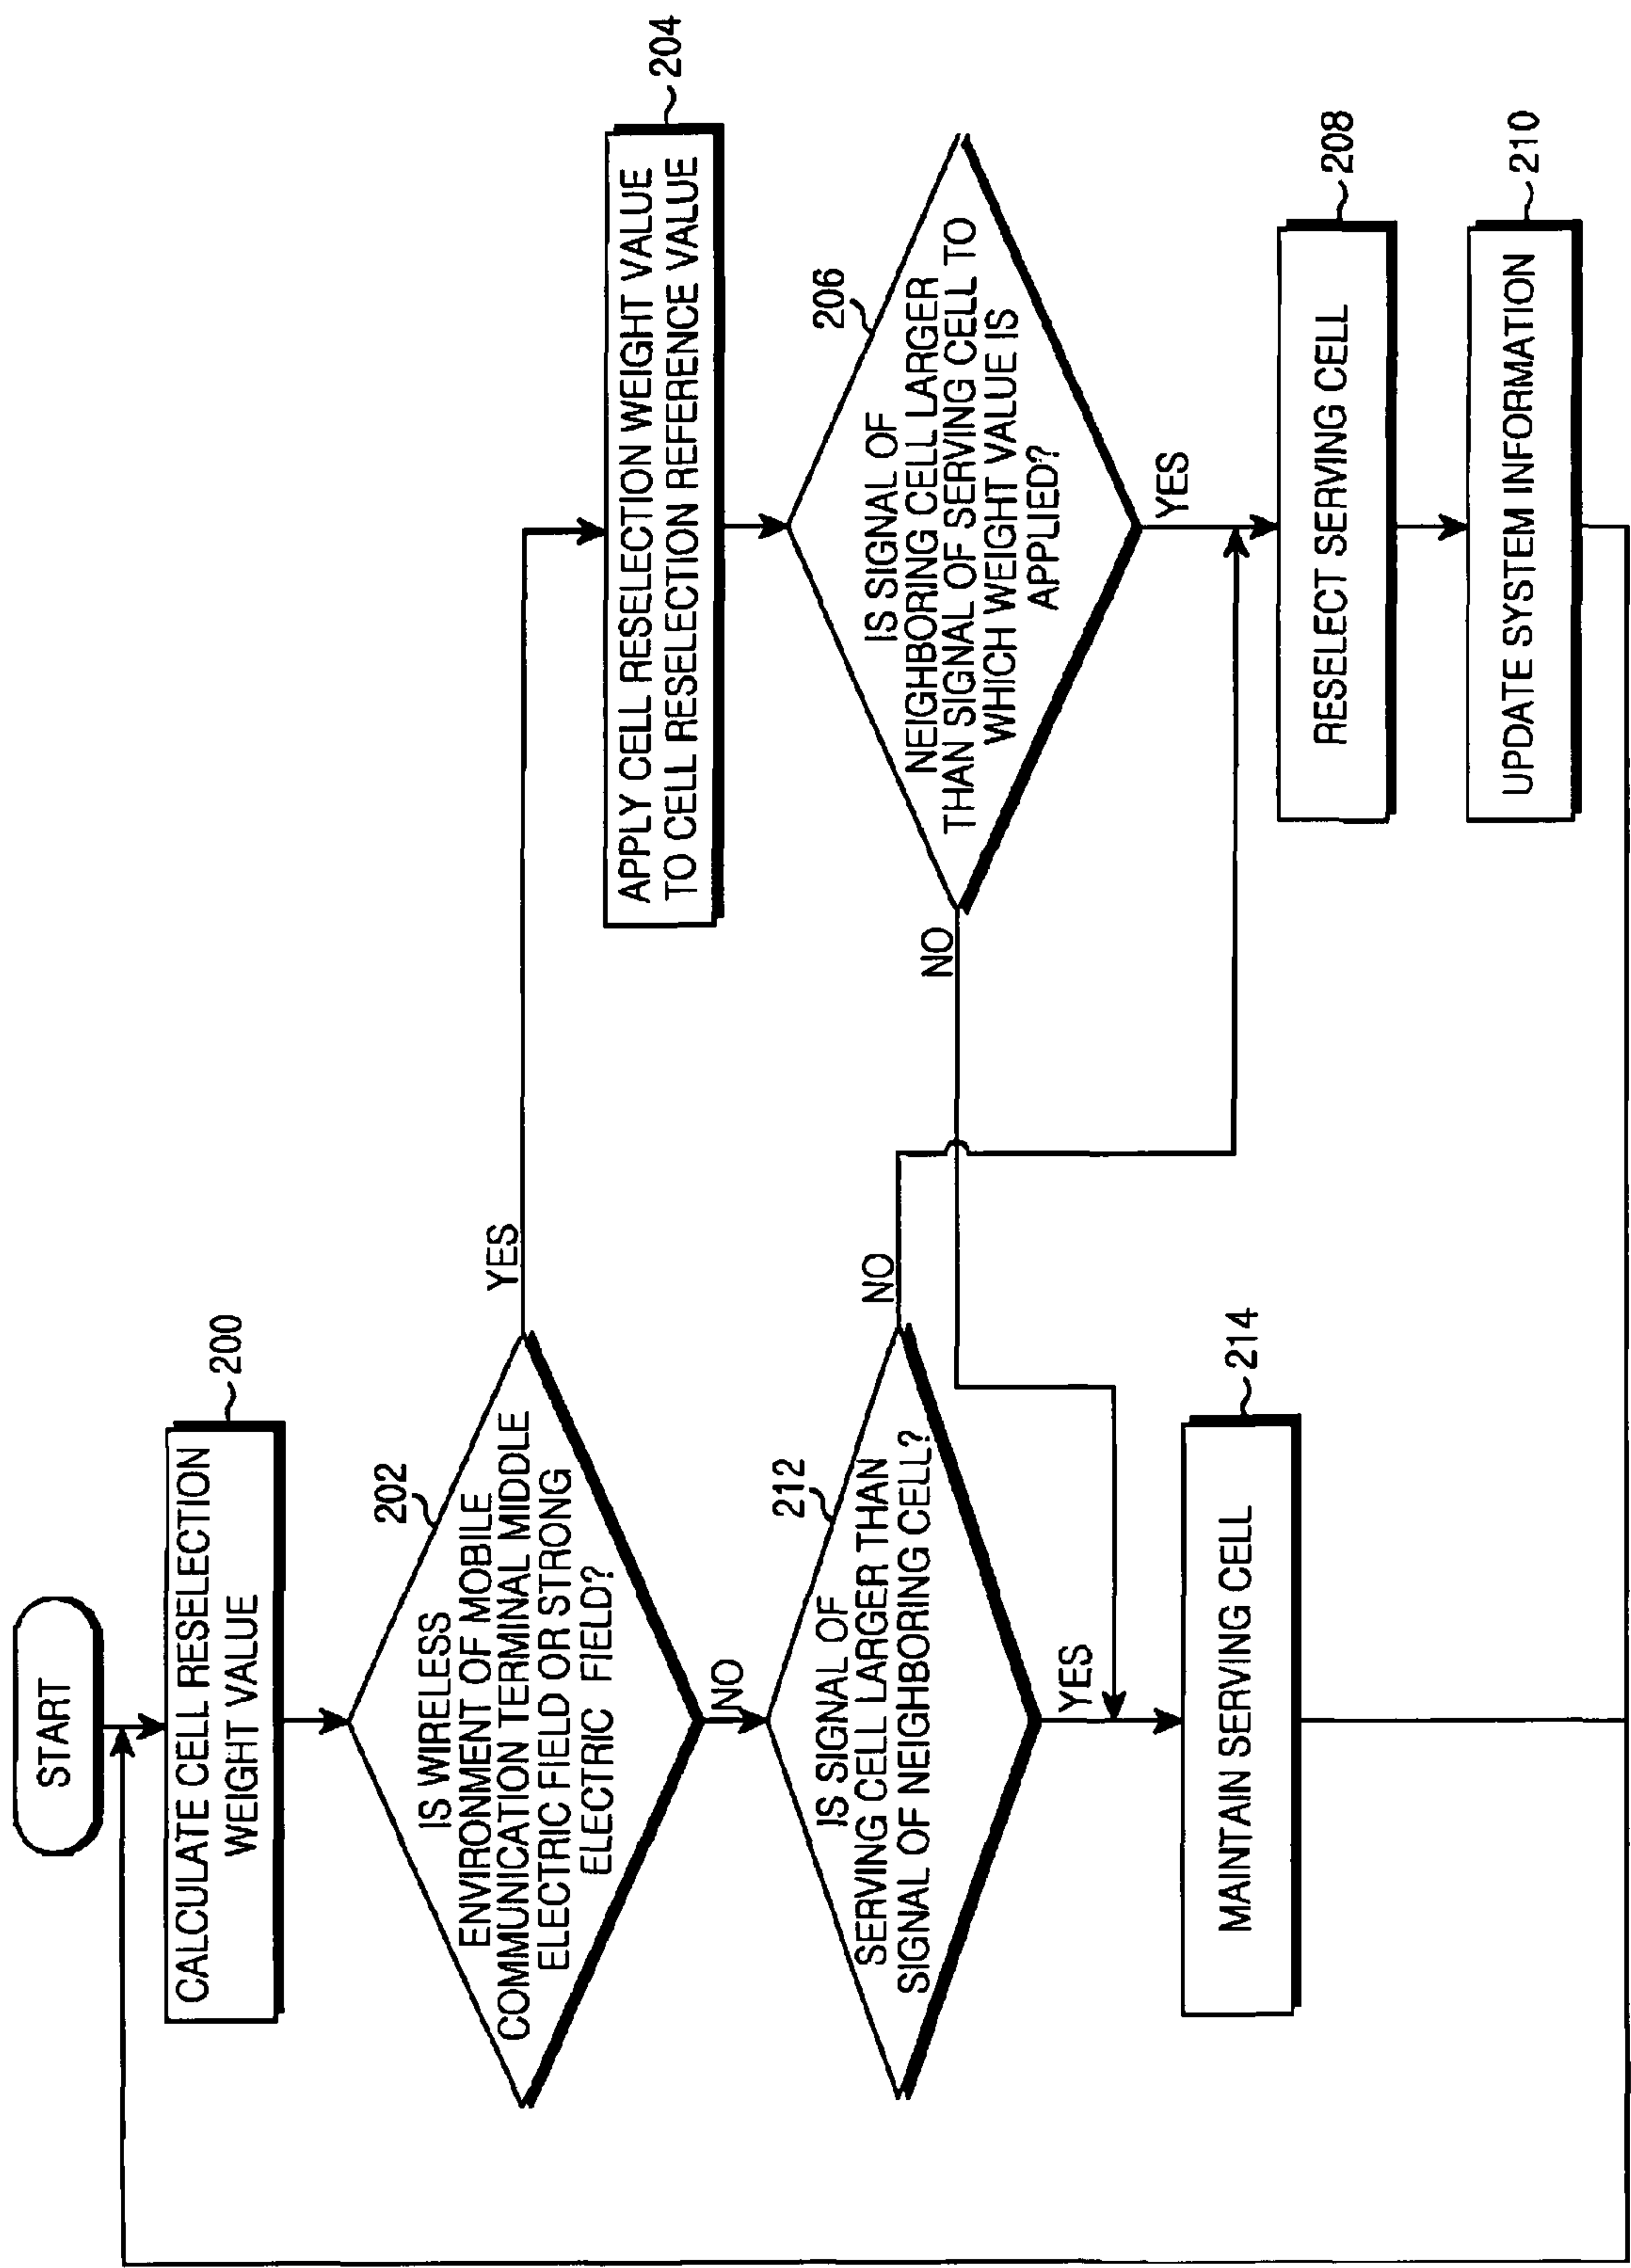 START
CALCULATE CELL RESELECTION
WEIGHT VALUE
200
202
IS WIRELESS
ENVIRONMENT OF MOBILE
COMMUNICATION TERMINAL MIDDLE
ELECTRIC FIELD OR STRONG
ELECTRIC FIELD?
YES
NO
204
APPLY CELL RESELECTION WEIGHT VALUE
TO CELL RESELECTION REFERENCE VALUE
206
IS SIGNAL OF
NEIGHBORING CELL LARGER
THAN SIGNAL OF SERVING CELL TO
WHICH WEIGHT VALUE IS
APPLIED?
NO
YES
212
IS SIGNAL OF
SERVING CELL LARGER THAN
SIGNAL OF NEIGHBORING CELL?
NO
YES
214
MAINTAIN SERVING CELL
208
RESELECT SERVING CELL
210
UPDATE SYSTEM INFORMATION